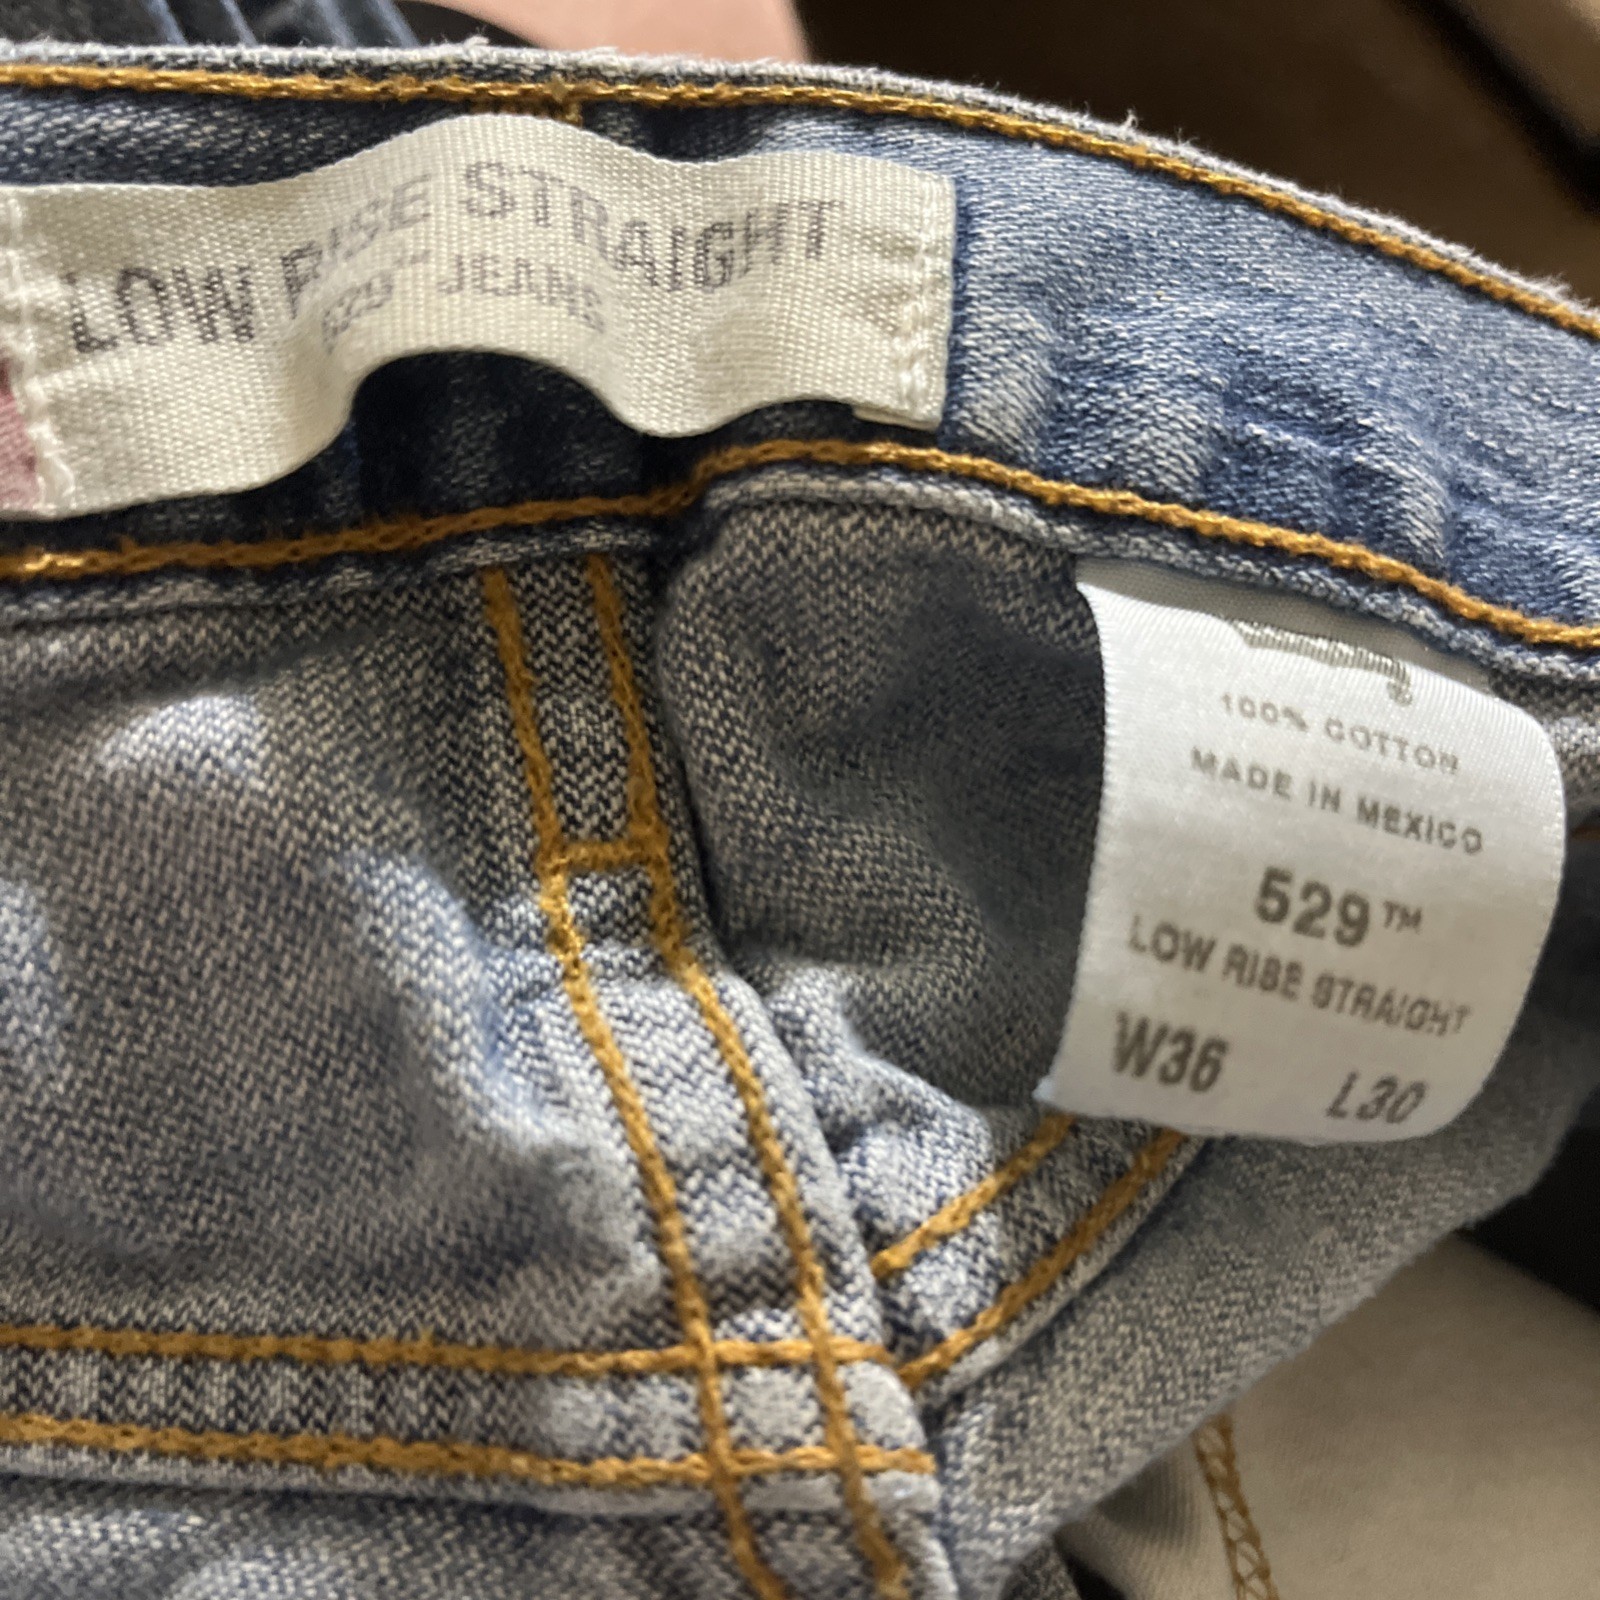 LOW RISE STRAIGHT
529™ JEANS
100% COTTON
MADE IN MEXICO
529™
LOW RISE STRAIGHT
W36 L30